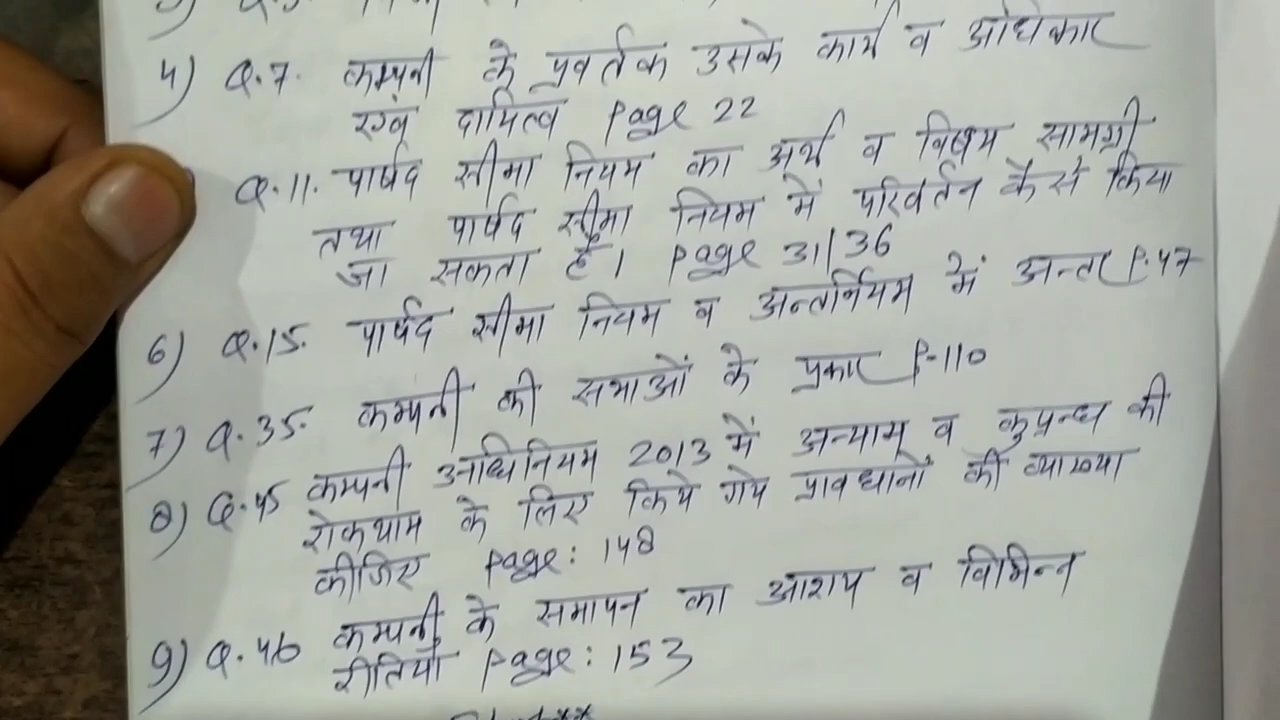 4) Q.7. कम्पनी के प्रवर्तक उसके कार्य व अधिकार
एवं दायित्व Page 22
Q.11. पार्षद सीमा नियम का अर्थ व विषय सामग्री
तथा पार्षद सीमा नियम में परिवर्तन कैसे किया
जा सकता है। Page 31/36
6) Q.15. पार्षद सीमा नियम व अन्तर्नियम में अन्तर P.47
7) Q.35. कम्पनी की सभाओं के प्रकार P-110
8) Q.45 कम्पनी अधिनियम 2013 में अन्याय व कुप्रबन्ध की
रोकथाम के लिए किये गये प्रावधानों की व्याख्या
कीजिए Page: 148
9) Q.46 कम्पनी के समापन का आशय व विभिन्न
रीतियाँ Page: 153